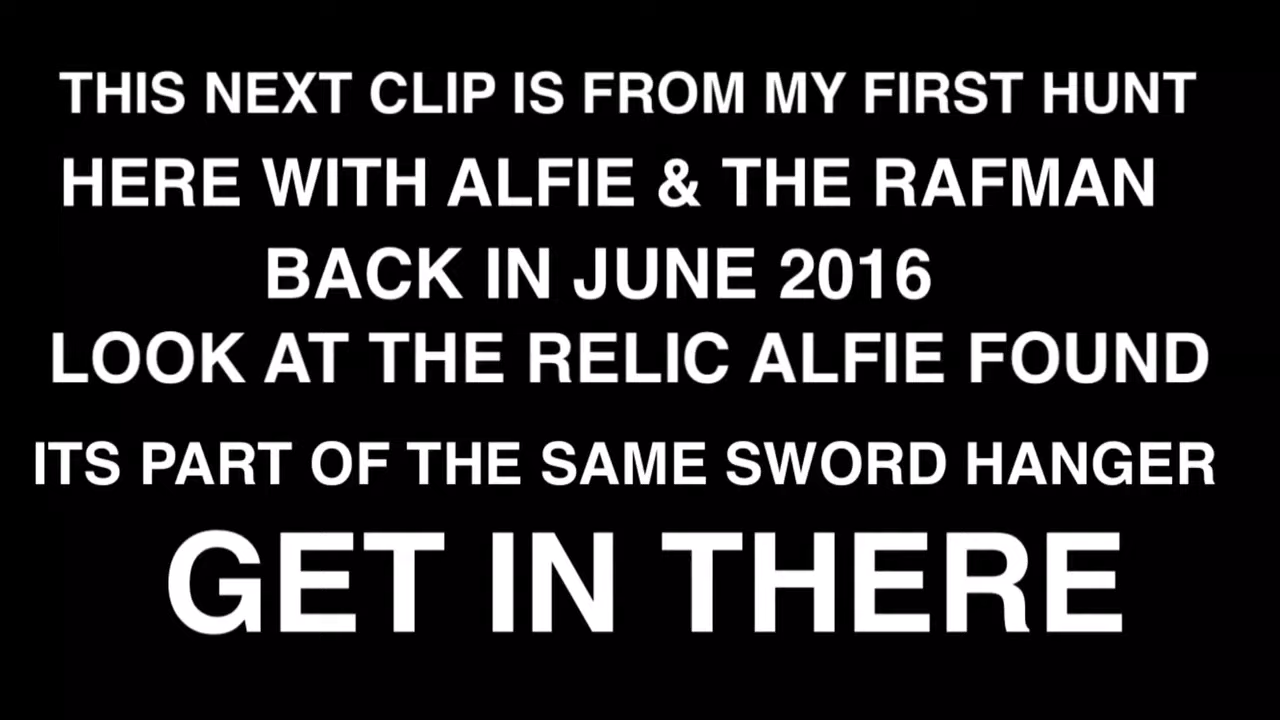 THIS NEXT CLIP IS FROM MY FIRST HUNT
HERE WITH ALFIE & THE RAFMAN
BACK IN JUNE 2016
LOOK AT THE RELIC ALFIE FOUND
ITS PART OF THE SAME SWORD HANGER
GET IN THERE